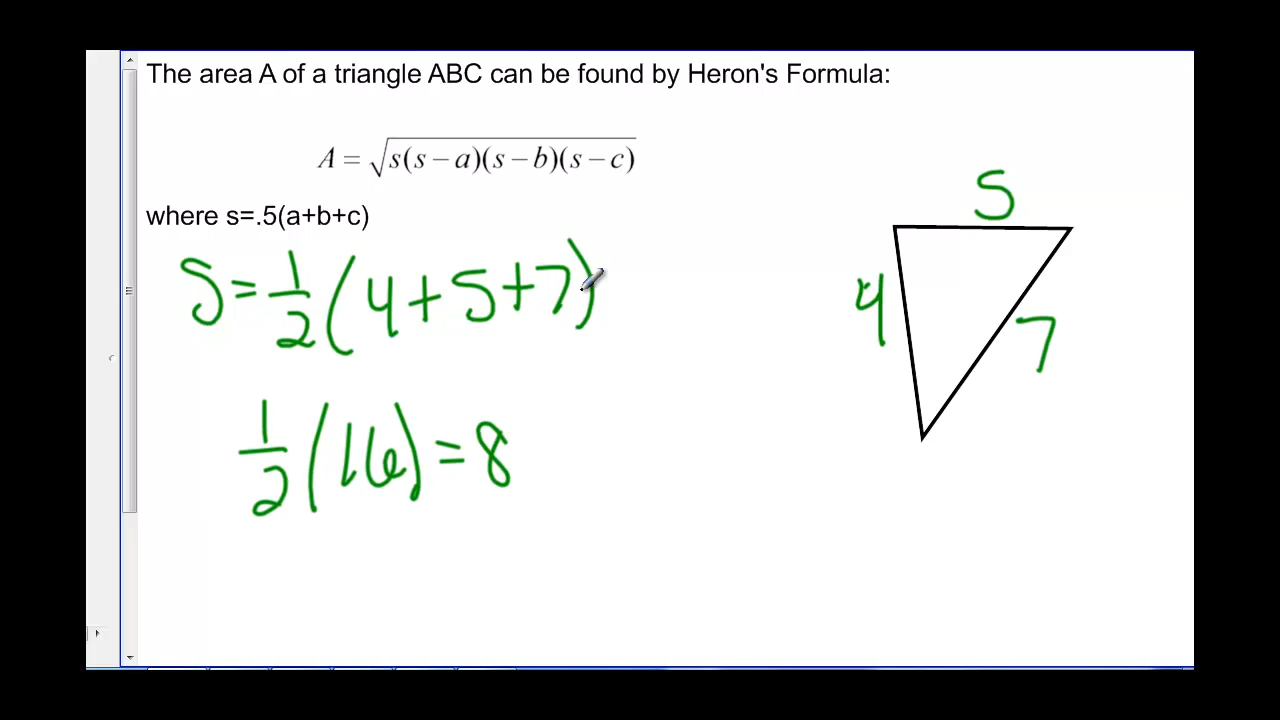 The area A of a triangle ABC can be found by Heron's Formula:
A = √s(s − a)(s − b)(s − c)
where s=.5(a+b+c)
S = 1/2 (4+5+7)
1/2 (16) = 8
5
4
7